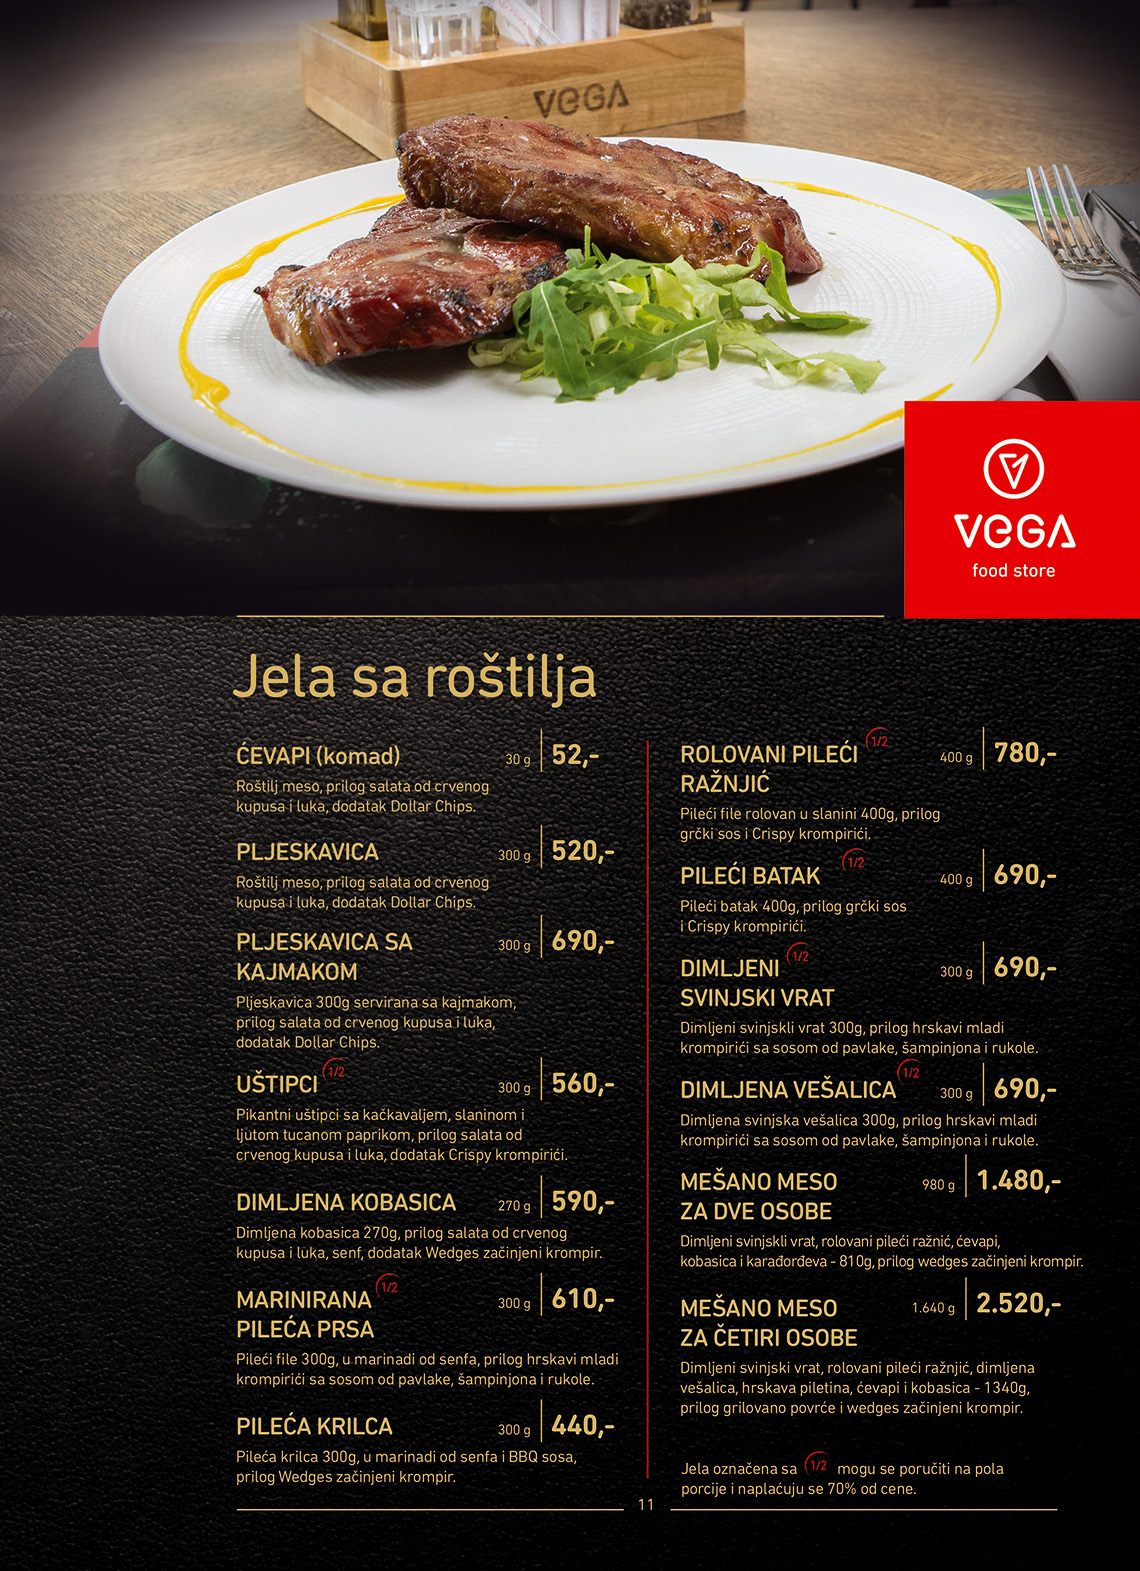 VEGA
VEGA
food store
Jela sa roštilja
ĆEVAPI (komad) 30 g 52,-
Roštilj meso, prilog salata od crvenog
kupusa i luka, dodatak Dollar Chips.
PLJESKAVICA 300 g 520,-
Roštilj meso, prilog salata od crvenog
kupusa i luka, dodatak Dollar Chips.
PLJESKAVICA SA 300 g 690,-
KAJMAKOM
Pljeskavica 300g servirana sa kajmakom,
prilog salata od crvenog kupusa i luka,
dodatak Dollar Chips.
UŠTIPCI 1/2 300 g 560,-
Pikantni uštipci sa kačkavaljem, slaninom i
ljutom tucanom paprikom, prilog salata od
crvenog kupusa i luka, dodatak Crispy krompirići.
DIMLJENA KOBASICA 270 g 590,-
Dimljena kobasica 270g, prilog salata od crvenog
kupusa i luka, senf, dodatak Wedges začinjeni krompir.
MARINIRANA 1/2 300 g 610,-
PILEĆA PRSA
Pileći file 300g, u marinadi od senfa, prilog hrskavi mladi
krompirići sa sosom od pavlake, šampinjona i rukole.
PILEĆA KRILCA 300 g 440,-
Pileća krilca 300g, u marinadi od senfa i BBQ sosa,
prilog Wedges začinjeni krompir.
ROLOVANI PILEĆI 1/2 400 g 780,-
RAŽNJIĆ
Pileći file rolovan u slanini 400g, prilog
grčki sos i Crispy krompirići.
PILEĆI BATAK 1/2 400 g 690,-
Pileći batak 400g, prilog grčki sos
i Crispy krompirići.
DIMLJENI 1/2 300 g 690,-
SVINJSKI VRAT
Dimljeni svinjskli vrat 300g, prilog hrskavi mladi
krompirići sa sosom od pavlake, šampinjona i rukole.
DIMLJENA VEŠALICA 1/2 300 g 690,-
Dimljena svinjska vešalica 300g, prilog hrskavi mladi
krompirići sa sosom od pavlake, šampinjona i rukole.
MEŠANO MESO 980 g 1.480,-
ZA DVE OSOBE
Dimljeni svinjskli vrat, rolovani pileći ražnić, ćevapi,
kobasica i karađorđeva - 810g, prilog wedges začinjeni krompir.
MEŠANO MESO 1.640 g 2.520,-
ZA ČETIRI OSOBE
Dimljeni svinjski vrat, rolovani pileći ražnjić, dimljena
vešalica, hrskava piletina, ćevapi i kobasica - 1340g,
prilog grilovano povrće i wedges začinjeni krompir.
Jela označena sa 1/2 mogu se poručiti na pola
porcije i naplaćuju se 70% od cene.
11